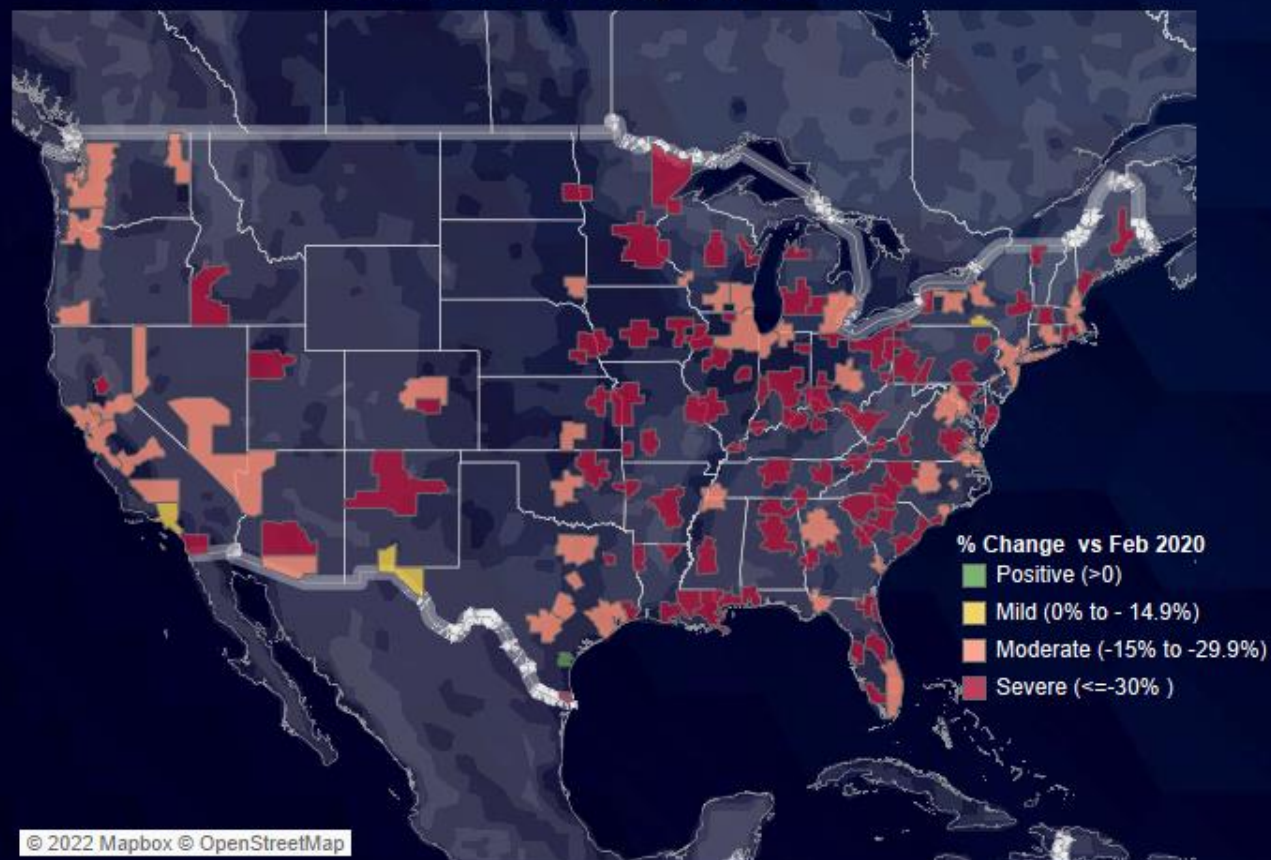 % Change vs Feb 2020
Positive (>0)
Mild (0% to - 14.9%)
Moderate (-15% to -29.9%)
Severe (<=-30% )
© 2022 Mapbox © OpenStreetMap